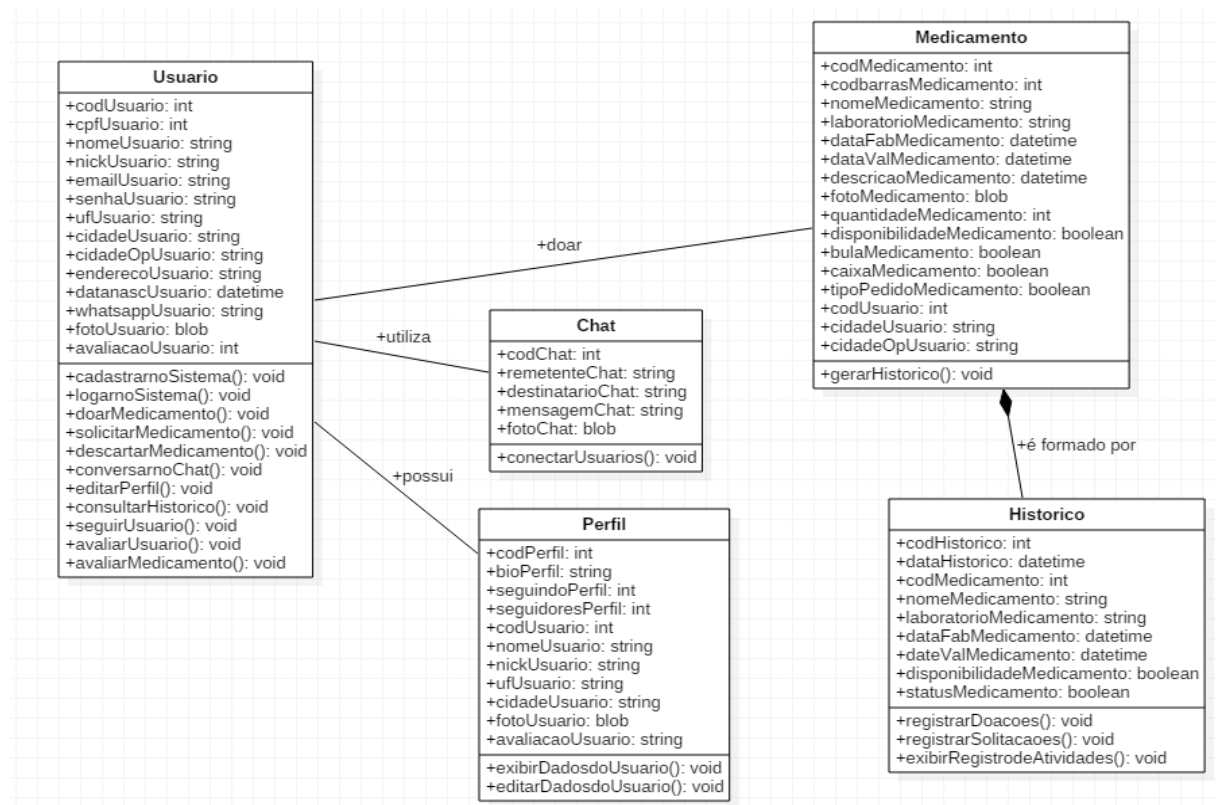 Usuario
+codUsuario: int
+cpfUsuario: int
+nomeUsuario: string
+nickUsuario: string
+emailUsuario: string
+senhaUsuario: string
+ufUsuario: string
+cidadeUsuario: string
+cidadeOpUsuario: string
+enderecoUsuario: string
+datanascUsuario: datetime
+whatsappUsuario: string
+fotoUsuario: blob
+avaliacaoUsuario: int
+cadastrarnoSistema(): void
+logarnoSistema(): void
+doarMedicamento(): void
+solicitarMedicamento(): void
+descartarMedicamento(): void
+conversarnoChat(): void
+editarPerfil(): void
+consultarHistorico(): void
+seguirUsuario(): void
+avaliarUsuario(): void
+avaliarMedicamento(): void
+doar
+utiliza
+possui
Medicamento
+codMedicamento: int
+codbarrasMedicamento: int
+nomeMedicamento: string
+laboratorioMedicamento: string
+dataFabMedicamento: datetime
+dataValMedicamento: datetime
+descricaoMedicamento: datetime
+fotoMedicamento: blob
+quantidadeMedicamento: int
+disponibilidadeMedicamento: boolean
+bulaMedicamento: boolean
+caixaMedicamento: boolean
+tipoPedidoMedicamento: boolean
+codUsuario: int
+cidadeUsuario: string
+cidadeOpUsuario: string
+gerarHistorico(): void
Chat
+codChat: int
+remetenteChat: string
+destinatarioChat: string
+mensagemChat: string
+fotoChat: blob
+conectarUsuarios(): void
+é formado por
Perfil
+codPerfil: int
+bioPerfil: string
+seguindoPerfil: int
+seguidoresPerfil: int
+codUsuario: int
+nomeUsuario: string
+nickUsuario: string
+ufUsuario: string
+cidadeUsuario: string
+fotoUsuario: blob
+avaliacaoUsuario: string
+exibirDadosdoUsuario(): void
+editarDadosdoUsuario(): void
Historico
+codHistorico: int
+dataHistorico: datetime
+codMedicamento: int
+nomeMedicamento: string
+laboratorioMedicamento: string
+dataFabMedicamento: datetime
+dateValMedicamento: datetime
+disponibilidadeMedicamento: boolean
+statusMedicamento: boolean
+registrarDoacoes(): void
+registrarSolitacaoes(): void
+exibirRegistrodeAtividades(): void